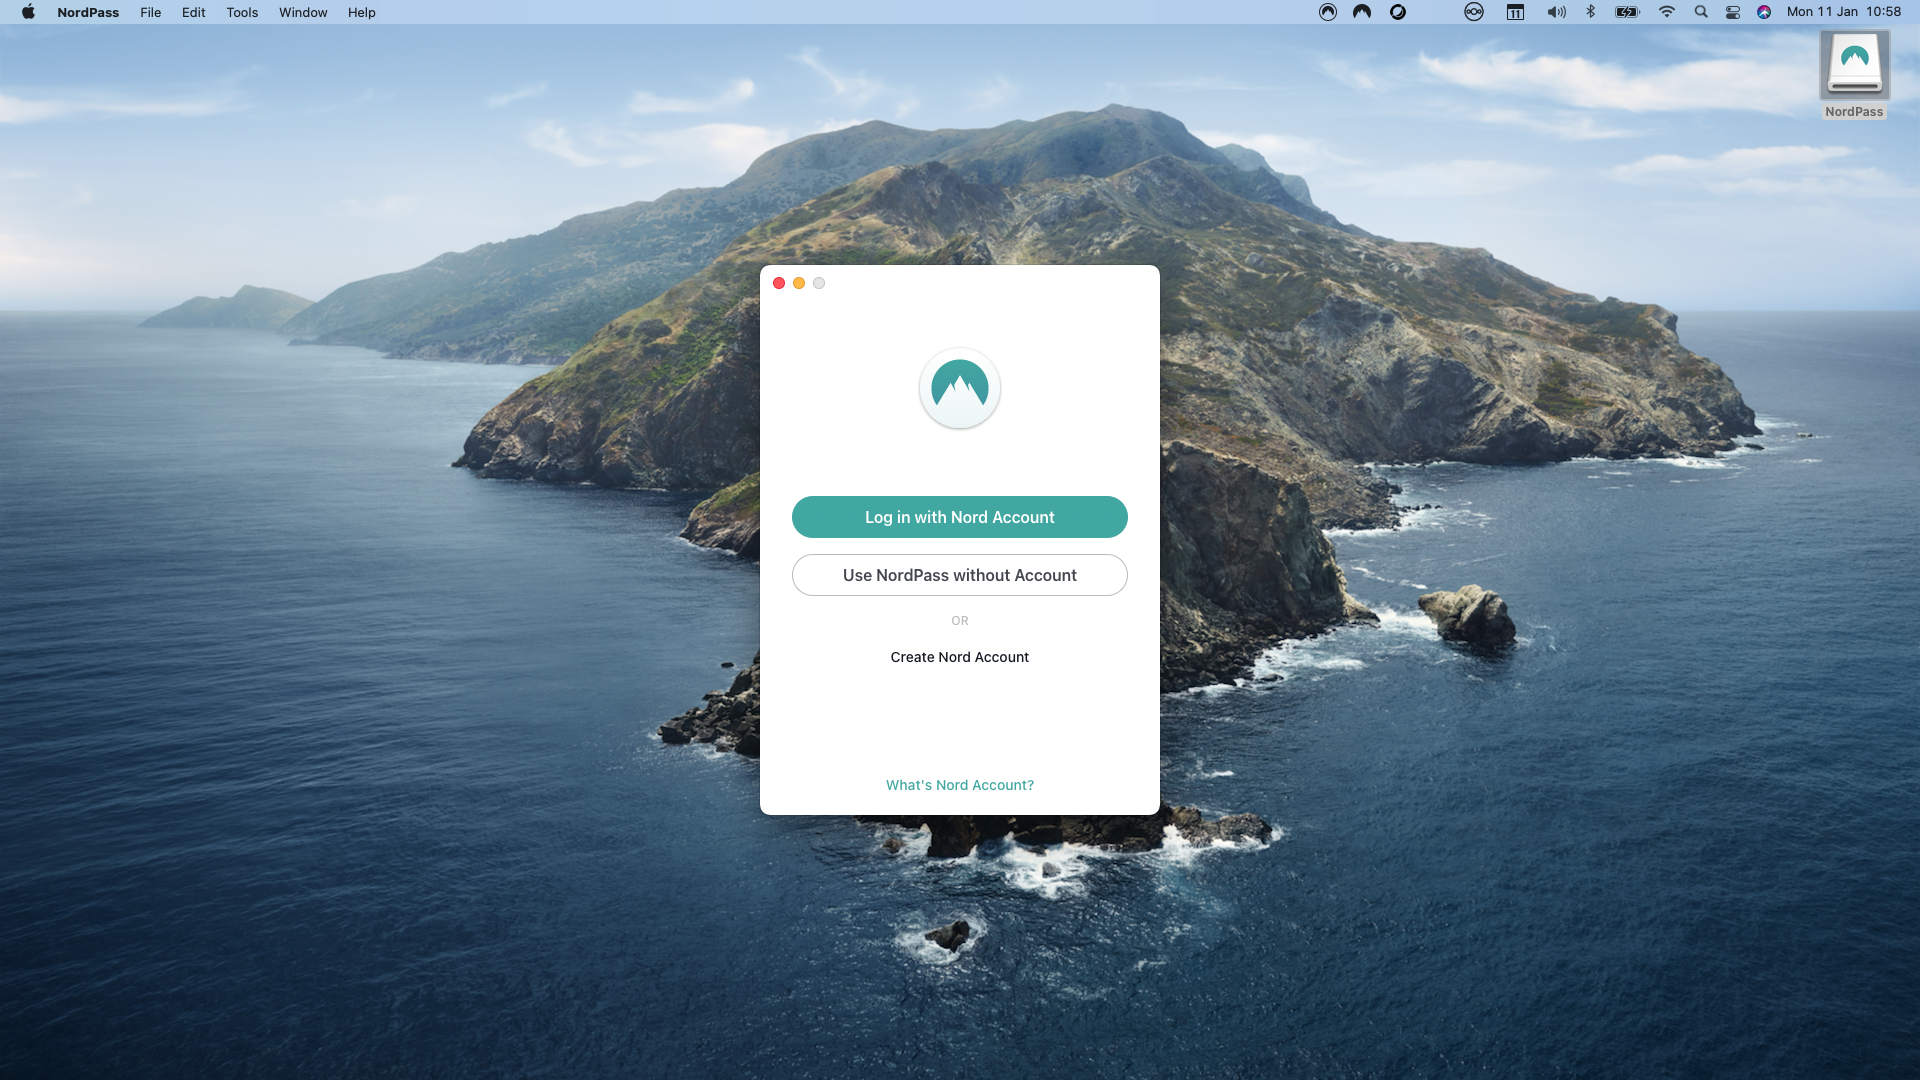 NordPass File Edit Tools Window Help
11 Mon 11 Jan 10:58
NordPass
Log in with Nord Account
Use NordPass without Account
OR
Create Nord Account
What's Nord Account?